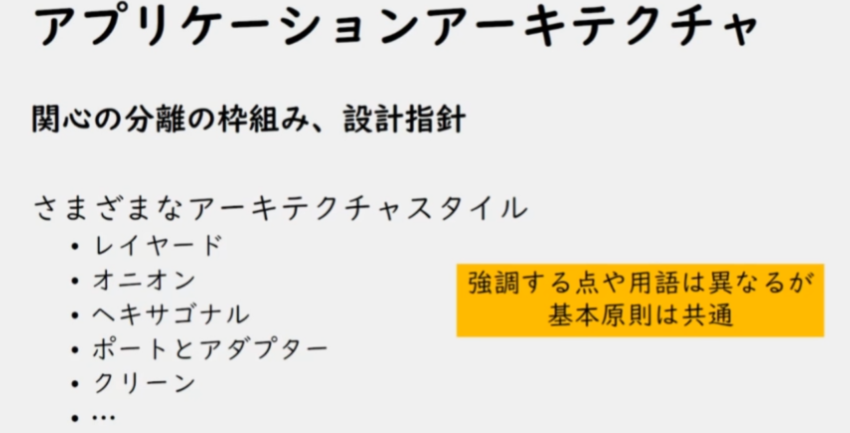 アプリケーションアーキテクチャ
関心の分離の枠組み、設計指針
さまざまなアーキテクチャスタイル
• レイヤード
• オニオン
• ヘキサゴナル
• ポートとアダプター
• クリーン
• …
強調する点や用語は異なるが
基本原則は共通